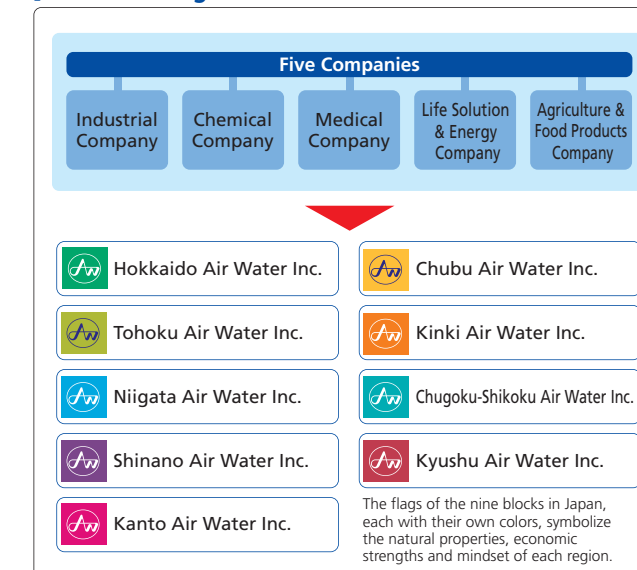 Five Companies
Industrial
Company
Chemical
Company
Medical
Company
Life Solution
& Energy
Company
Agriculture &
Food Products
Company
Hokkaido Air Water Inc.
Tohoku Air Water Inc.
Niigata Air Water Inc.
Shinano Air Water Inc.
Kanto Air Water Inc.
Chubu Air Water Inc.
Kinki Air Water Inc.
Chugoku-Shikoku Air Water Inc.
Kyushu Air Water Inc.
The flags of the nine blocks in Japan,
each with their own colors, symbolize
the natural properties, economic
strengths and mindset of each region.